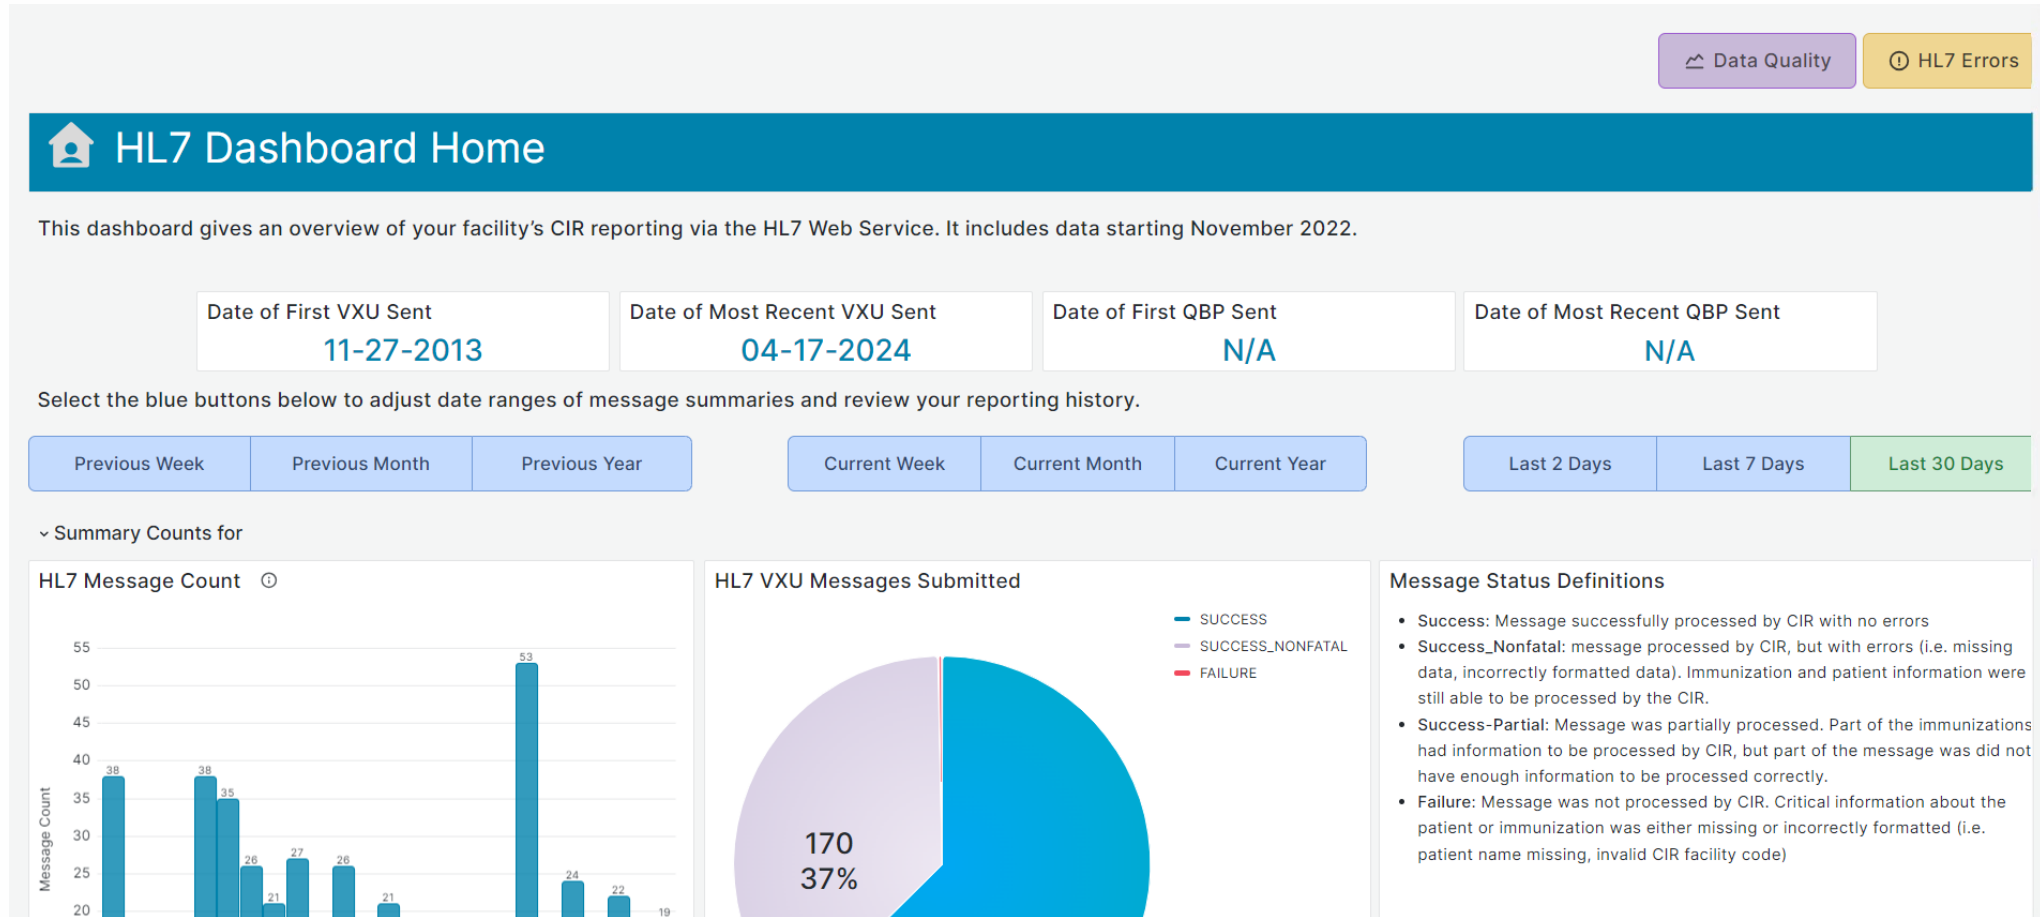 Data Quality
HL7 Errors
HL7 Dashboard Home
This dashboard gives an overview of your facility’s CIR reporting via the HL7 Web Service. It includes data starting November 2022.
Date of First VXU Sent
11-27-2013
Date of Most Recent VXU Sent
04-17-2024
Date of First QBP Sent
N/A
Date of Most Recent QBP Sent
N/A
Select the blue buttons below to adjust date ranges of message summaries and review your reporting history.
Previous Week
Previous Month
Previous Year
Current Week
Current Month
Current Year
Last 2 Days
Last 7 Days
Last 30 Days
Summary Counts for
HL7 Message Count
Message Count
55
50
45
40
35
30
25
20
38
38
35
26
21
27
26
21
53
24
22
19
HL7 VXU Messages Submitted
SUCCESS
SUCCESS_NONFATAL
FAILURE
170
37%
Message Status Definitions
• Success: Message successfully processed by CIR with no errors
• Success_Nonfatal: message processed by CIR, but with errors (i.e. missing
data, incorrectly formatted data). Immunization and patient information were
still able to be processed by the CIR.
• Success-Partial: Message was partially processed. Part of the immunizations
had information to be processed by CIR, but part of the message was did not
have enough information to be processed correctly.
• Failure: Message was not processed by CIR. Critical information about the
patient or immunization was either missing or incorrectly formatted (i.e.
patient name missing, invalid CIR facility code)